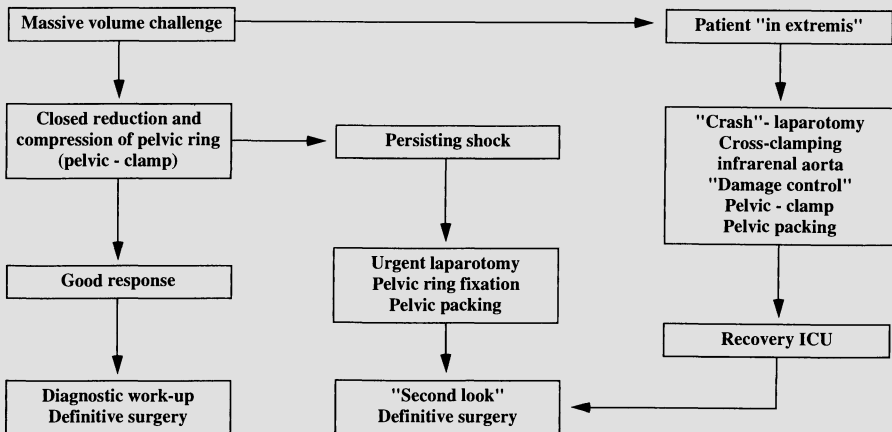 Massive volume challenge
Patient "in extremis"
Closed reduction and
compression of pelvic ring
(pelvic - clamp)
Persisting shock
"Crash"- laparotomy
Cross-clamping
infrarenal aorta
"Damage control"
Pelvic - clamp
Pelvic packing
Good response
Urgent laparotomy
Pelvic ring fixation
Pelvic packing
Recovery ICU
Diagnostic work-up
Definitive surgery
"Second look"
Definitive surgery